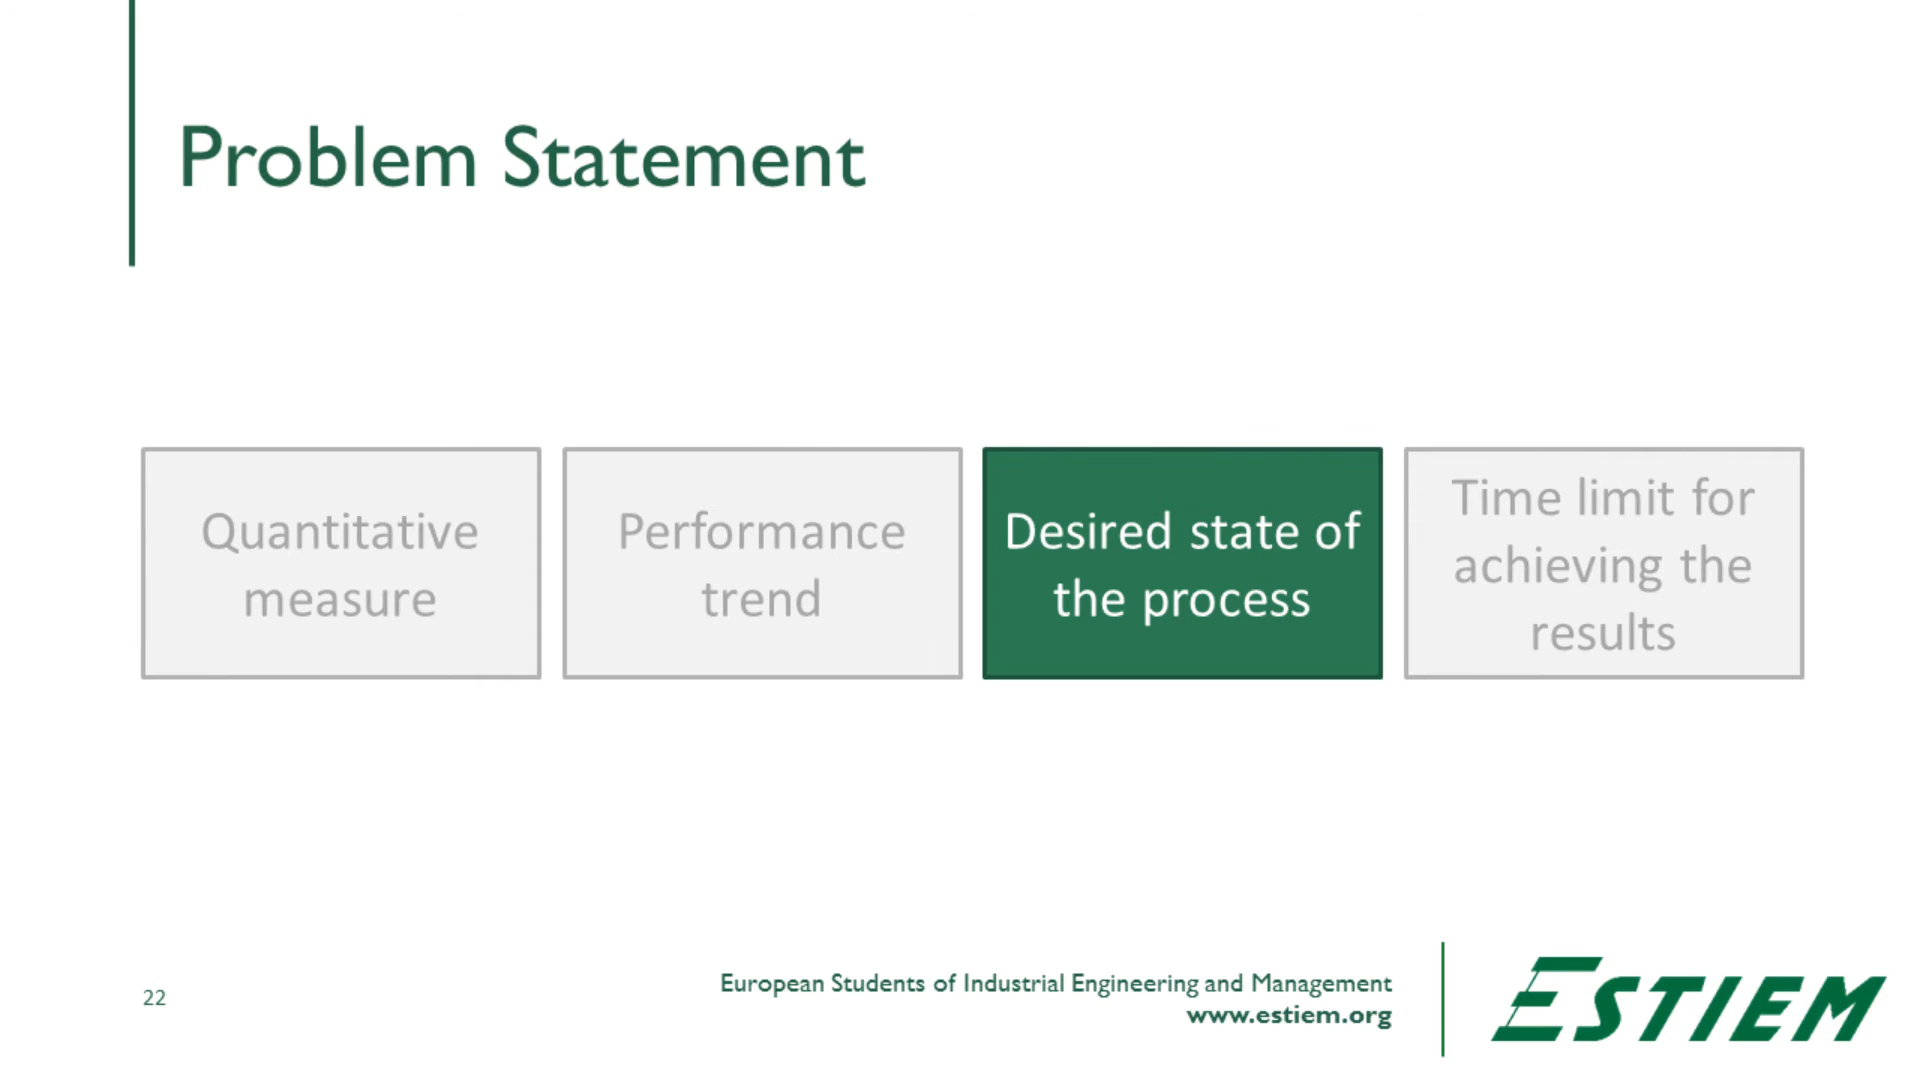 Problem Statement
Quantitative
measure
Performance
trend
Desired state of
the process
Time limit for
achieving the
results
22
European Students of Industrial Engineering and Management
www.estiem.org
ESTIEM